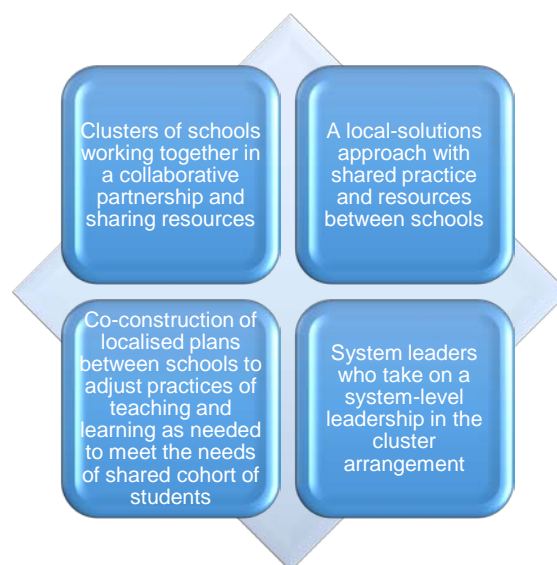 Clusters of schools
working together in
a collaborative
partnership and
sharing resources
A local-solutions
approach with
shared practice
and resources
between schools
Co-construction of
localised plans
between schools to
adjust practices of
teaching and
learning as needed
to meet the needs
of shared cohort of
students
System leaders
who take on a
system-level
leadership in the
cluster
arrangement